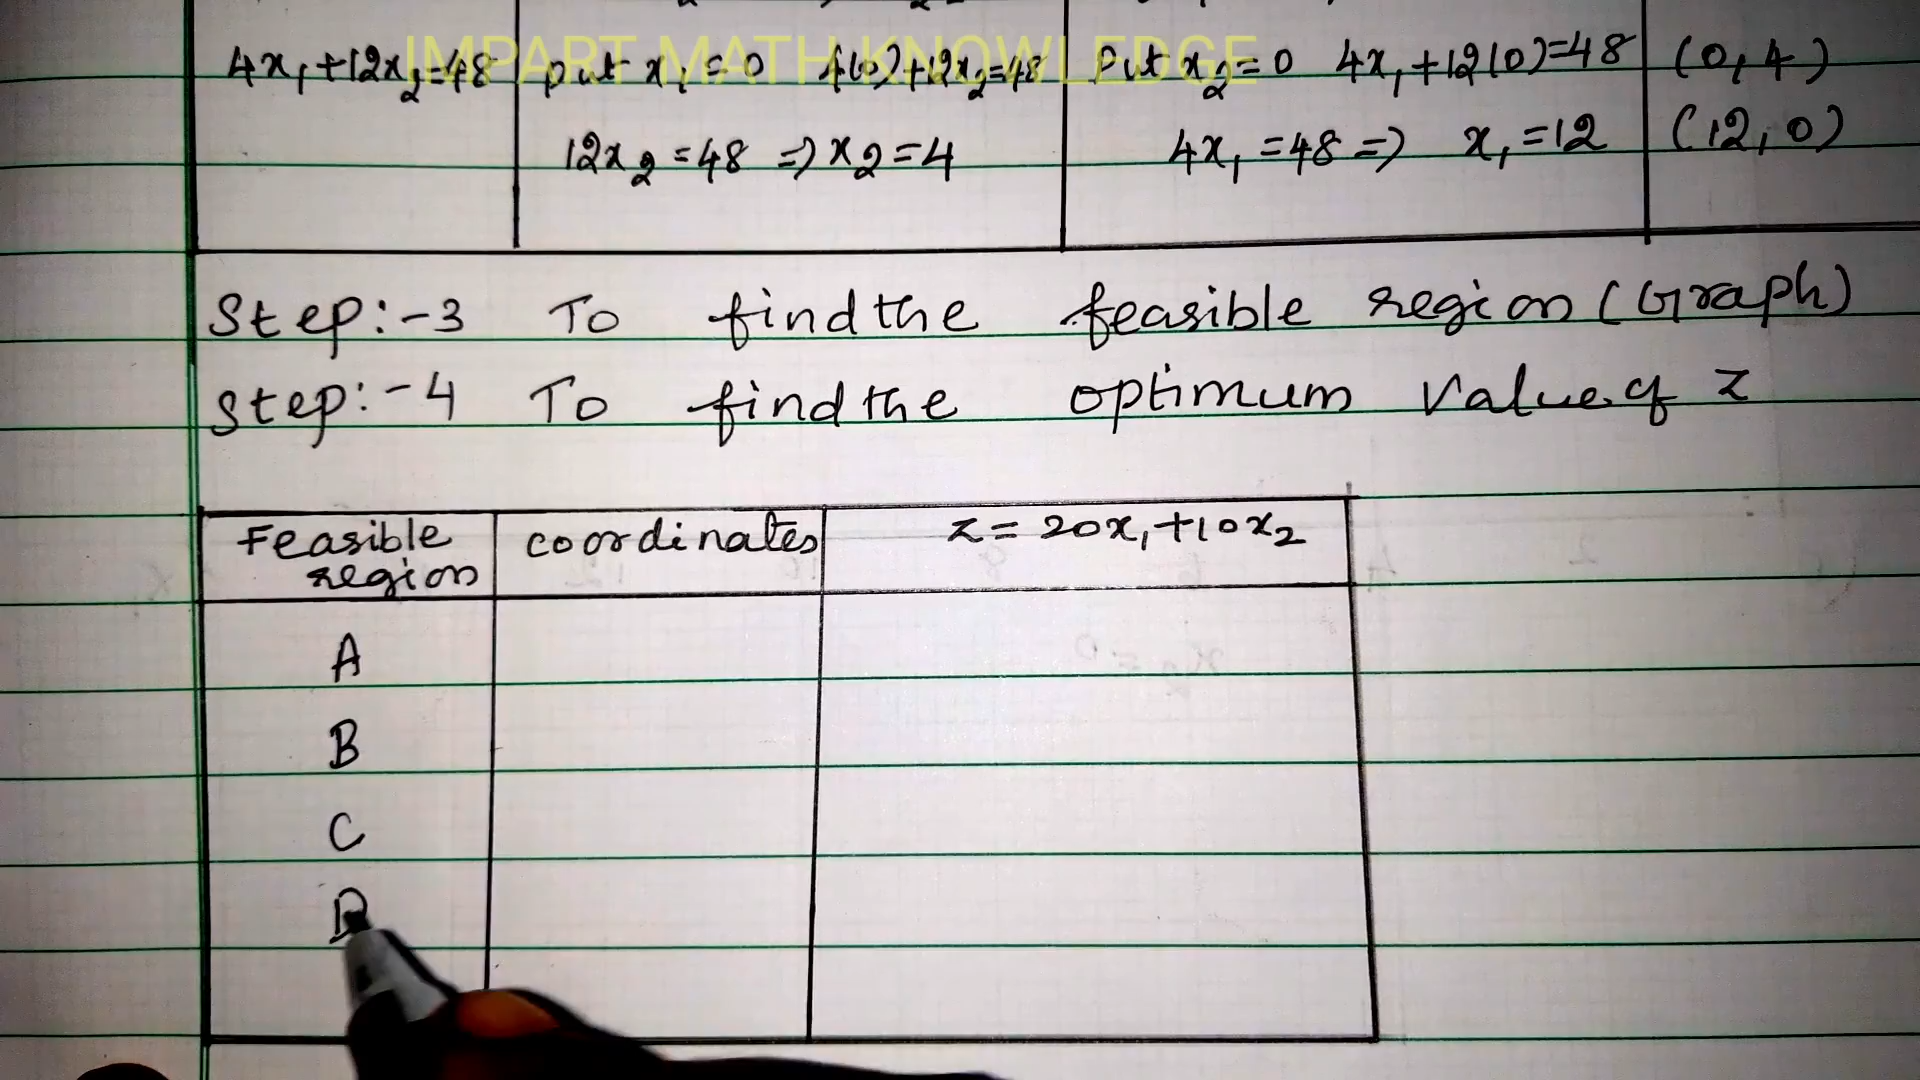 IMPART MATH KNOWLEDGE
4x₁+12x₂=48 put x₁=0 4(0)+12x₂=48 Put x₂=0 4x₁+12(0)=48 (0,4)
12x₂=48 => x₂=4 4x₁=48 => x₁=12 (12,0)
Step:-3 To find the feasible region (Graph)
Step:-4 To find the optimum value of z
Feasible region coordinates z=20x₁+10x₂
A
B
C
D